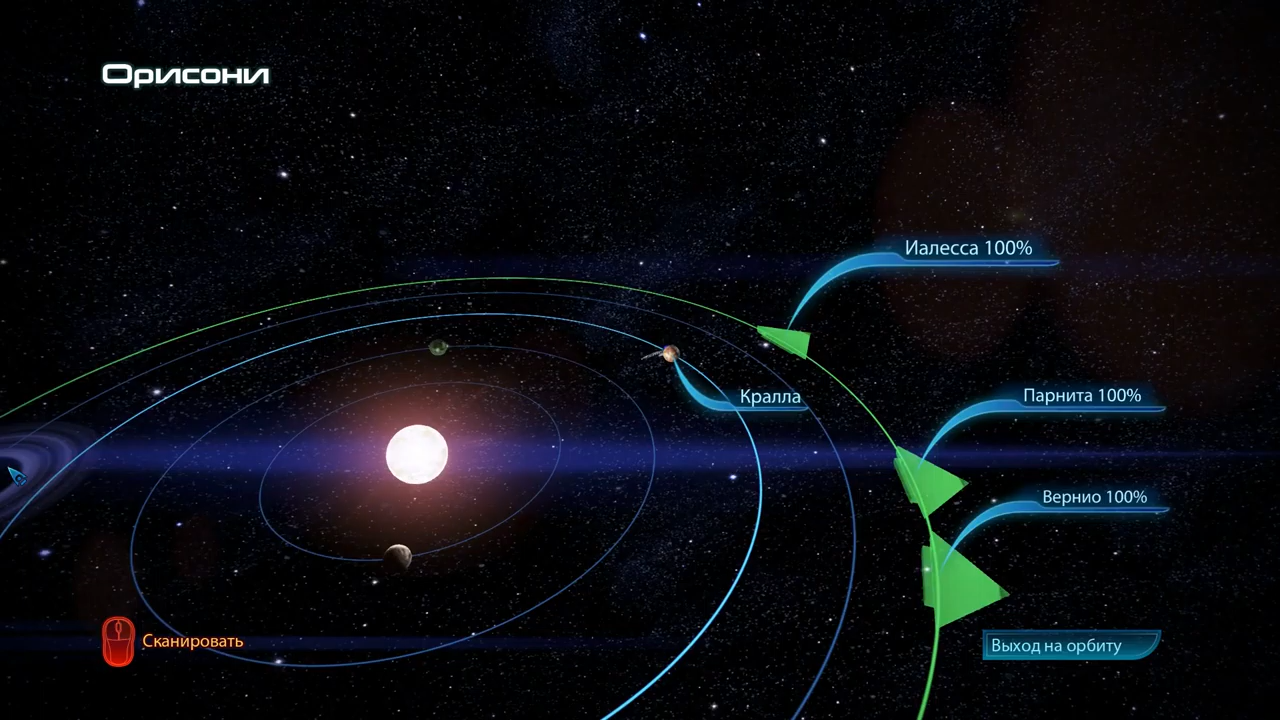 Орисони
Иалесса 100%
Кралла
Парнита 100%
Вернио 100%
Сканировать
Выход на орбиту